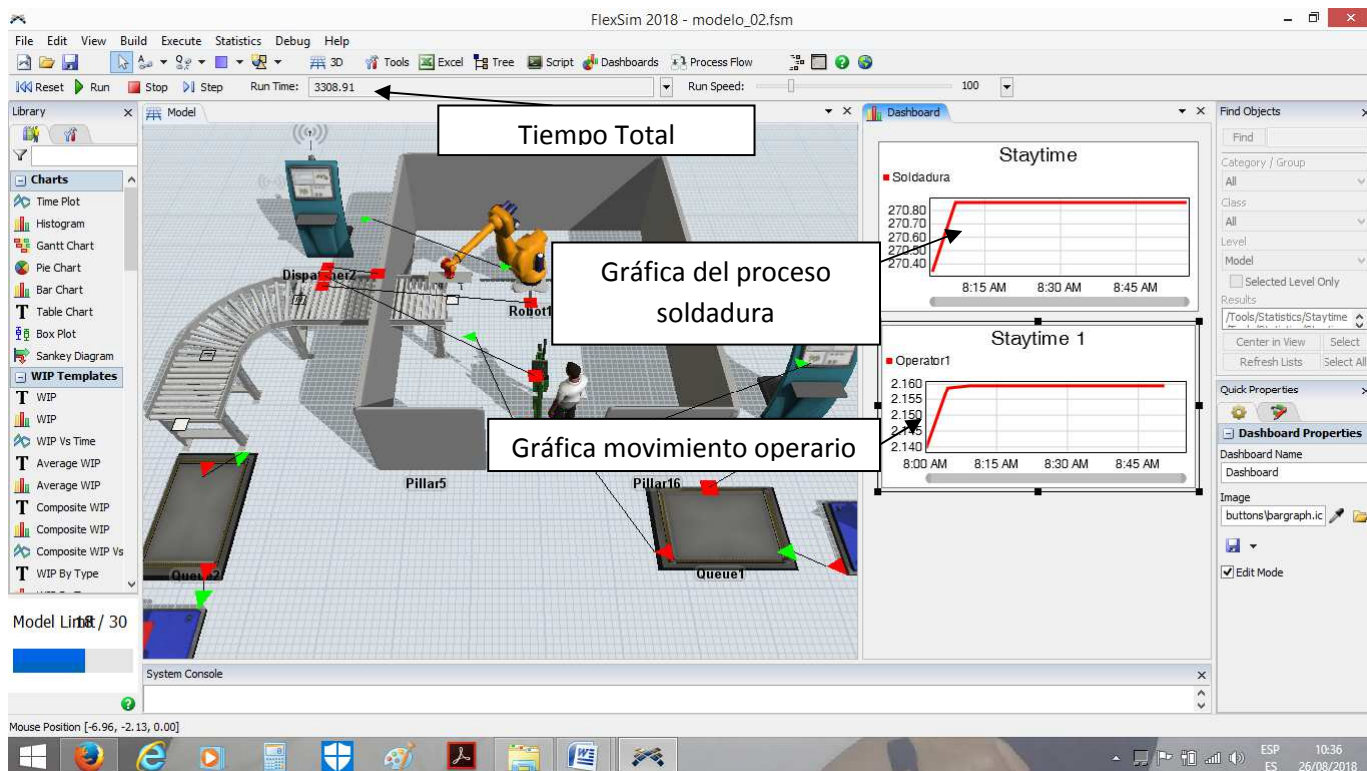 FlexSim 2018 - modelo_02.fsm
File Edit View Build Execute Statistics Debug Help
3D Tools Excel Tree Script Dashboards Process Flow
Reset Run Stop Step Run Time: 3308.91 Run Speed: 100
Library
Model
Dashboard
Find Objects
Tiempo Total
Charts
Time Plot
Histogram
Gantt Chart
Pie Chart
Bar Chart
Table Chart
Box Plot
Sankey Diagram
WIP Templates
WIP
WIP
WIP Vs Time
Average WIP
Average WIP
Composite WIP
Composite WIP
Composite WIP Vs
WIP By Type
Model Limit / 30
Robot1
Pillar5
Pillar16
Queue2
Queue1
Gráfica del proceso
soldadura
Gráfica movimiento operario
Staytime
Soldadura
270.80
270.70
270.60
270.50
270.40
8:15 AM 8:30 AM 8:45 AM
Staytime 1
Operator1
2.160
2.155
2.150
2.145
2.140
8:00 AM 8:15 AM 8:30 AM 8:45 AM
Find
Category / Group
All
Class
All
Level
Model
Selected Level Only
Results
/Tools/Statistics/Staytime
Center in View Select
Refresh Lists Select All
Quick Properties
Dashboard Properties
Dashboard Name
Dashboard
Image
buttons\bargraph.ic
Edit Mode
System Console
Mouse Position [-6.96, -2.13, 0.00]
ESP 10:36
ES 26/08/2018